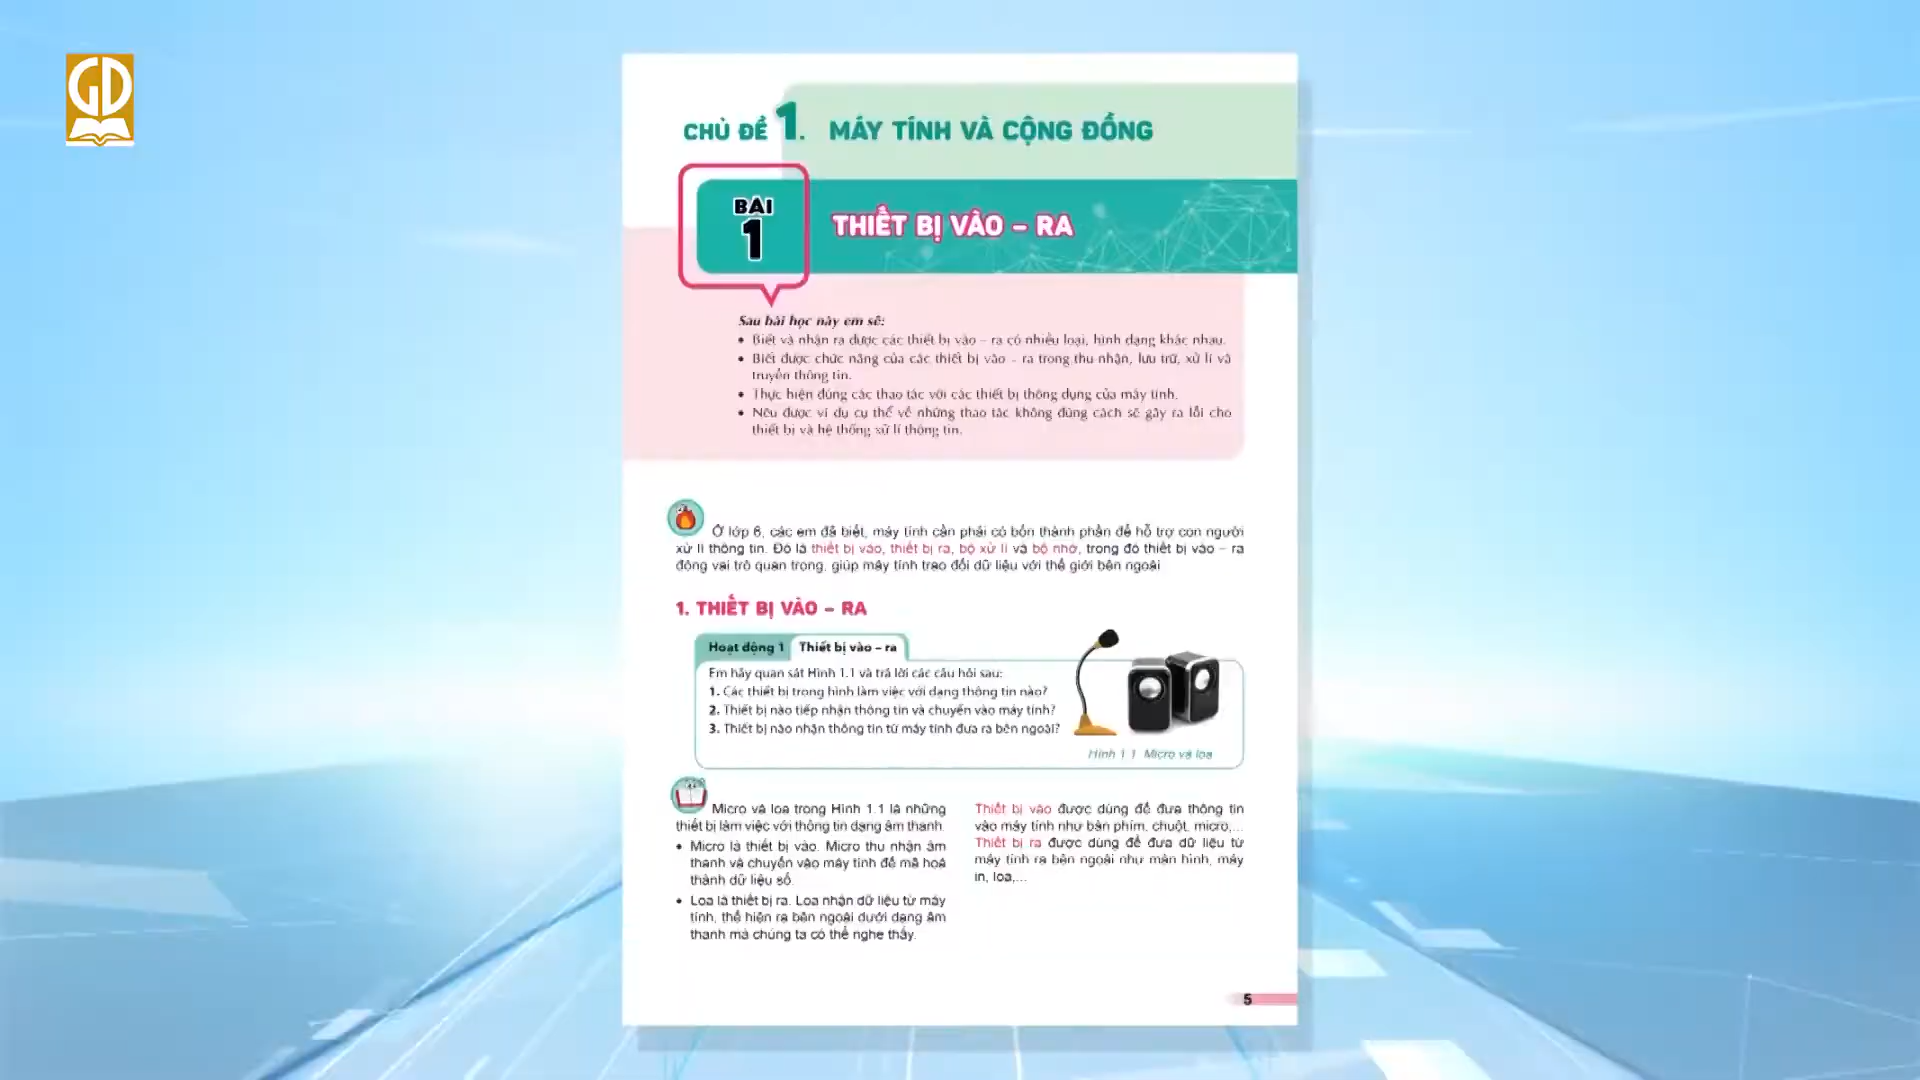 GD
CHỦ ĐỀ 1. MÁY TÍNH VÀ CỘNG ĐỒNG
BÀI
1
THIẾT BỊ VÀO – RA
Sau bài học này em sẽ:
• Biết và nhận ra được các thiết bị vào – ra có nhiều loại, hình dạng khác nhau.
• Biết được chức năng của các thiết bị vào – ra trong thu nhận, lưu trữ, xử lí và
truyền thông tin.
• Thực hiện đúng các thao tác với các thiết bị thông dụng của máy tính.
• Nêu được ví dụ cụ thể về những thao tác không đúng cách sẽ gây ra lỗi cho
thiết bị và hệ thống xử lí thông tin.
Ở lớp 6, các em đã biết, máy tính cần phải có bốn thành phần để hỗ trợ con người
xử lí thông tin. Đó là thiết bị vào, thiết bị ra, bộ xử lí và bộ nhớ, trong đó thiết bị vào – ra
đóng vai trò quan trọng, giúp máy tính trao đổi dữ liệu với thế giới bên ngoài.
1. THIẾT BỊ VÀO – RA
Hoạt động 1 Thiết bị vào – ra
Em hãy quan sát Hình 1.1 và trả lời các câu hỏi sau:
1. Các thiết bị trong hình làm việc với dạng thông tin nào?
2. Thiết bị nào tiếp nhận thông tin và chuyển vào máy tính?
3. Thiết bị nào nhận thông tin từ máy tính đưa ra bên ngoài?
Hình 1.1. Micro và loa
Micro và loa trong Hình 1.1 là những
thiết bị làm việc với thông tin dạng âm thanh.
• Micro là thiết bị vào. Micro thu nhận âm
thanh và chuyển vào máy tính để mã hoá
thành dữ liệu số.
• Loa là thiết bị ra. Loa nhận dữ liệu từ máy
tính, thể hiện ra bên ngoài dưới dạng âm
thanh mà chúng ta có thể nghe thấy.
Thiết bị vào được dùng để đưa thông tin
vào máy tính như bàn phím, chuột, micro,...
Thiết bị ra được dùng để đưa dữ liệu từ
máy tính ra bên ngoài như màn hình, máy
in, loa,...
5